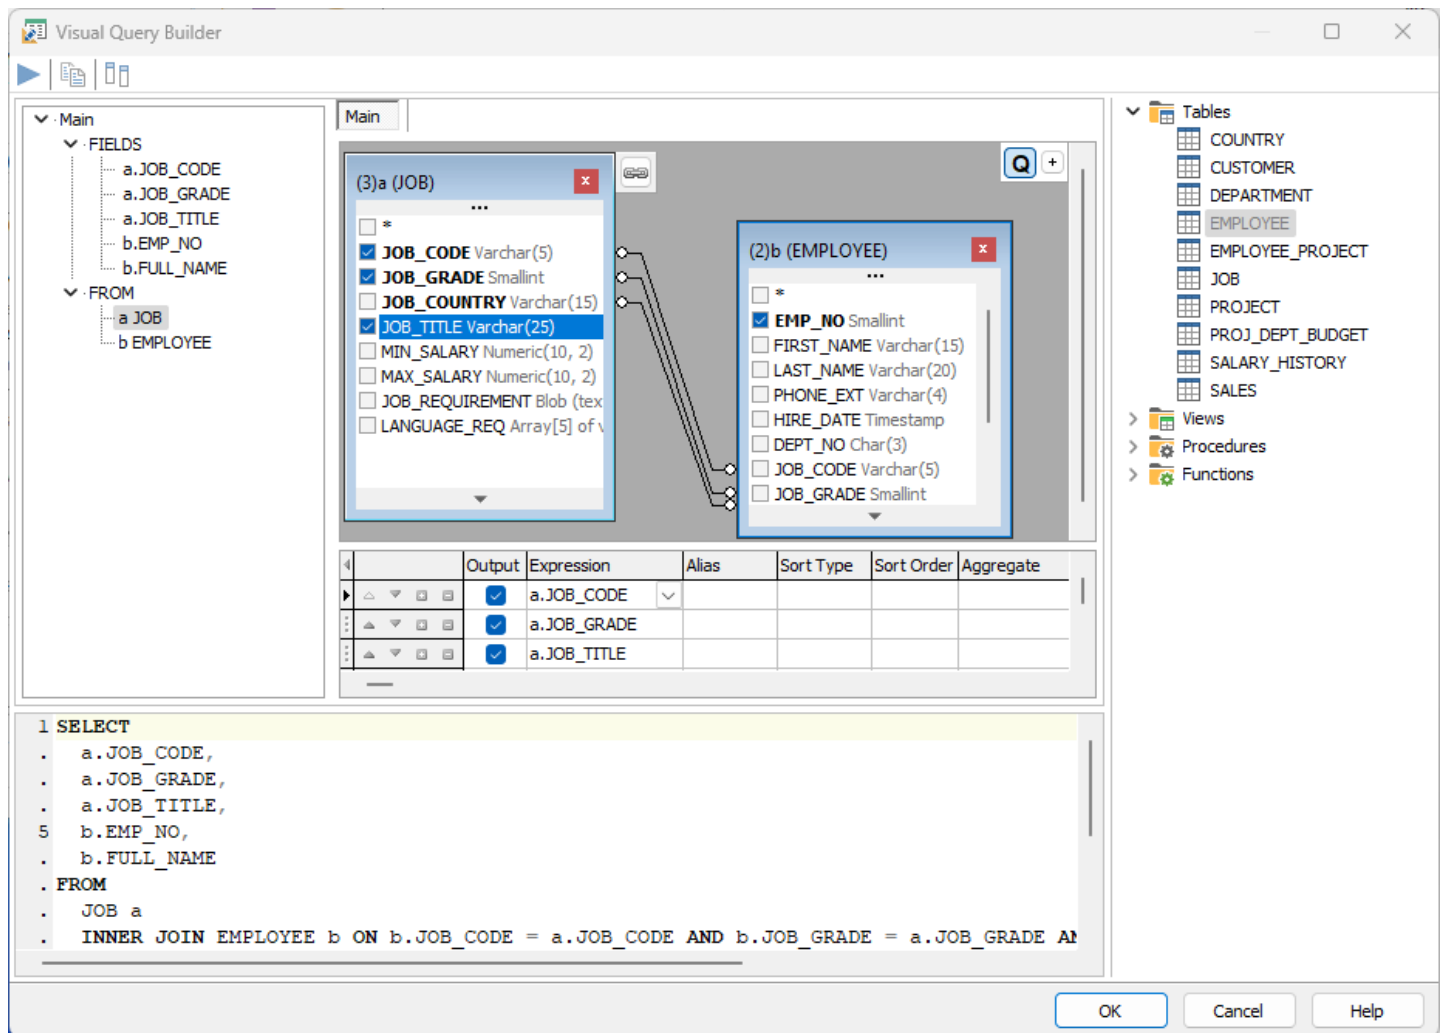 Visual Query Builder
Main
FIELDS
a.JOB_CODE
a.JOB_GRADE
a.JOB_TITLE
b.EMP_NO
b.FULL_NAME
FROM
a JOB
b EMPLOYEE
Main
Q +
(3)a (JOB)
...
*
JOB_CODE Varchar(5)
JOB_GRADE Smallint
JOB_COUNTRY Varchar(15)
JOB_TITLE Varchar(25)
MIN_SALARY Numeric(10, 2)
MAX_SALARY Numeric(10, 2)
JOB_REQUIREMENT Blob (tex
LANGUAGE_REQ Array[5] of v
(2)b (EMPLOYEE)
...
*
EMP_NO Smallint
FIRST_NAME Varchar(15)
LAST_NAME Varchar(20)
PHONE_EXT Varchar(4)
HIRE_DATE Timestamp
DEPT_NO Char(3)
JOB_CODE Varchar(5)
JOB_GRADE Smallint
Output Expression Alias Sort Type Sort Order Aggregate
a.JOB_CODE
a.JOB_GRADE
a.JOB_TITLE
Tables
COUNTRY
CUSTOMER
DEPARTMENT
EMPLOYEE
EMPLOYEE_PROJECT
JOB
PROJECT
PROJ_DEPT_BUDGET
SALARY_HISTORY
SALES
Views
Procedures
Functions
1 SELECT
. a.JOB_CODE,
. a.JOB_GRADE,
. a.JOB_TITLE,
5 b.EMP_NO,
. b.FULL_NAME
. FROM
. JOB a
. INNER JOIN EMPLOYEE b ON b.JOB_CODE = a.JOB_CODE AND b.JOB_GRADE = a.JOB_GRADE AN
OK Cancel Help